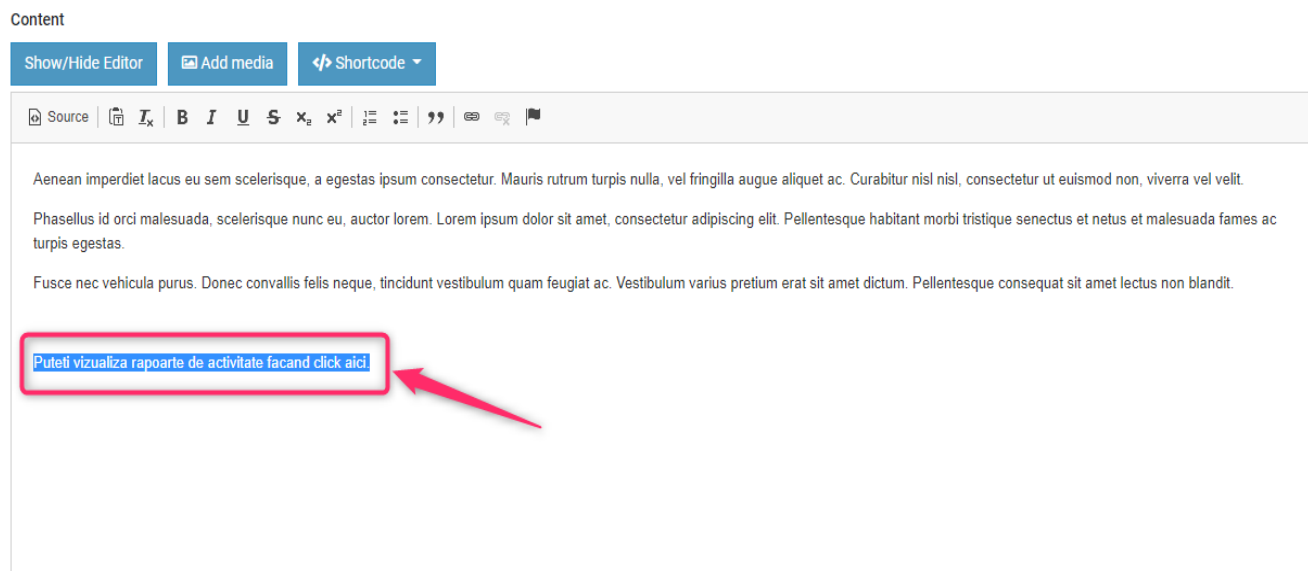 Content
Show/Hide Editor Add media Shortcode
Source
Aenean imperdiet lacus eu sem scelerisque, a egestas ipsum consectetur. Mauris rutrum turpis nulla, vel fringilla augue aliquet ac. Curabitur nisl nisl, consectetur ut euismod non, viverra vel velit.
Phasellus id orci malesuada, scelerisque nunc eu, auctor lorem. Lorem ipsum dolor sit amet, consectetur adipiscing elit. Pellentesque habitant morbi tristique senectus et netus et malesuada fames ac
turpis egestas.
Fusce nec vehicula purus. Donec convallis felis neque, tincidunt vestibulum quam feugiat ac. Vestibulum varius pretium erat sit amet dictum. Pellentesque consequat sit amet lectus non blandit.
Puteti vizualiza rapoarte de activitate facand click aici.